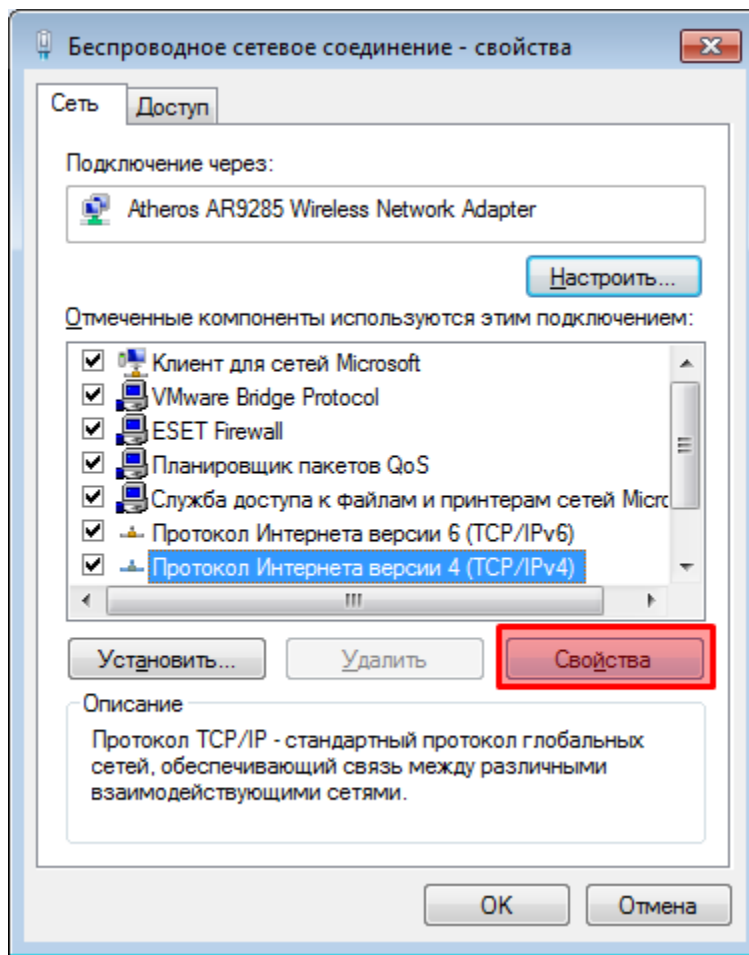 Беспроводное сетевое соединение - свойства
Сеть
Доступ
Подключение через:
Atheros AR9285 Wireless Network Adapter
Настроить...
Отмеченные компоненты используются этим подключением:
Клиент для сетей Microsoft
VMware Bridge Protocol
ESET Firewall
Планировщик пакетов QoS
Служба доступа к файлам и принтерам сетей Micro
Протокол Интернета версии 6 (TCP/IPv6)
Протокол Интернета версии 4 (TCP/IPv4)
Установить...
Удалить
Свойства
Описание
Протокол TCP/IP - стандартный протокол глобальных
сетей, обеспечивающий связь между различными
взаимодействующими сетями.
OK
Отмена